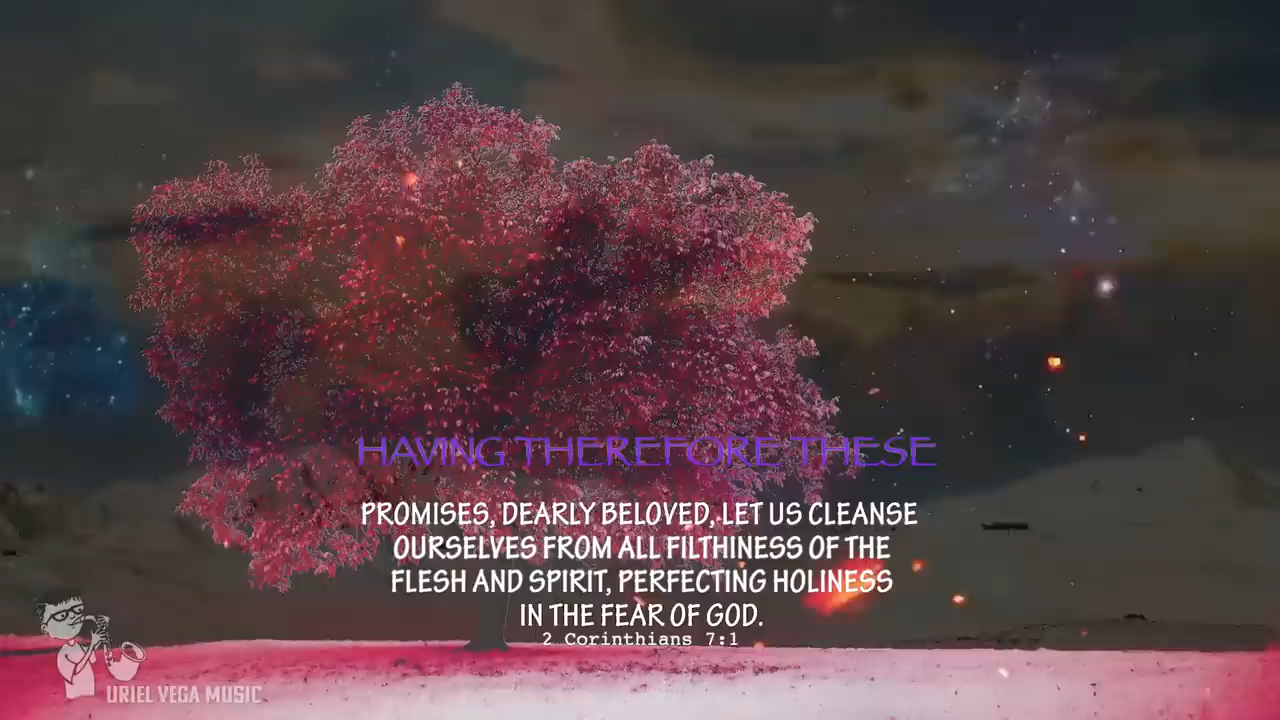 HAVING THEREFORE THESE
PROMISES, DEARLY BELOVED, LET US CLEANSE
OURSELVES FROM ALL FILTHINESS OF THE
FLESH AND SPIRIT, PERFECTING HOLINESS
IN THE FEAR OF GOD.
2 Corinthians 7:1
URIEL VEGA MUSIC